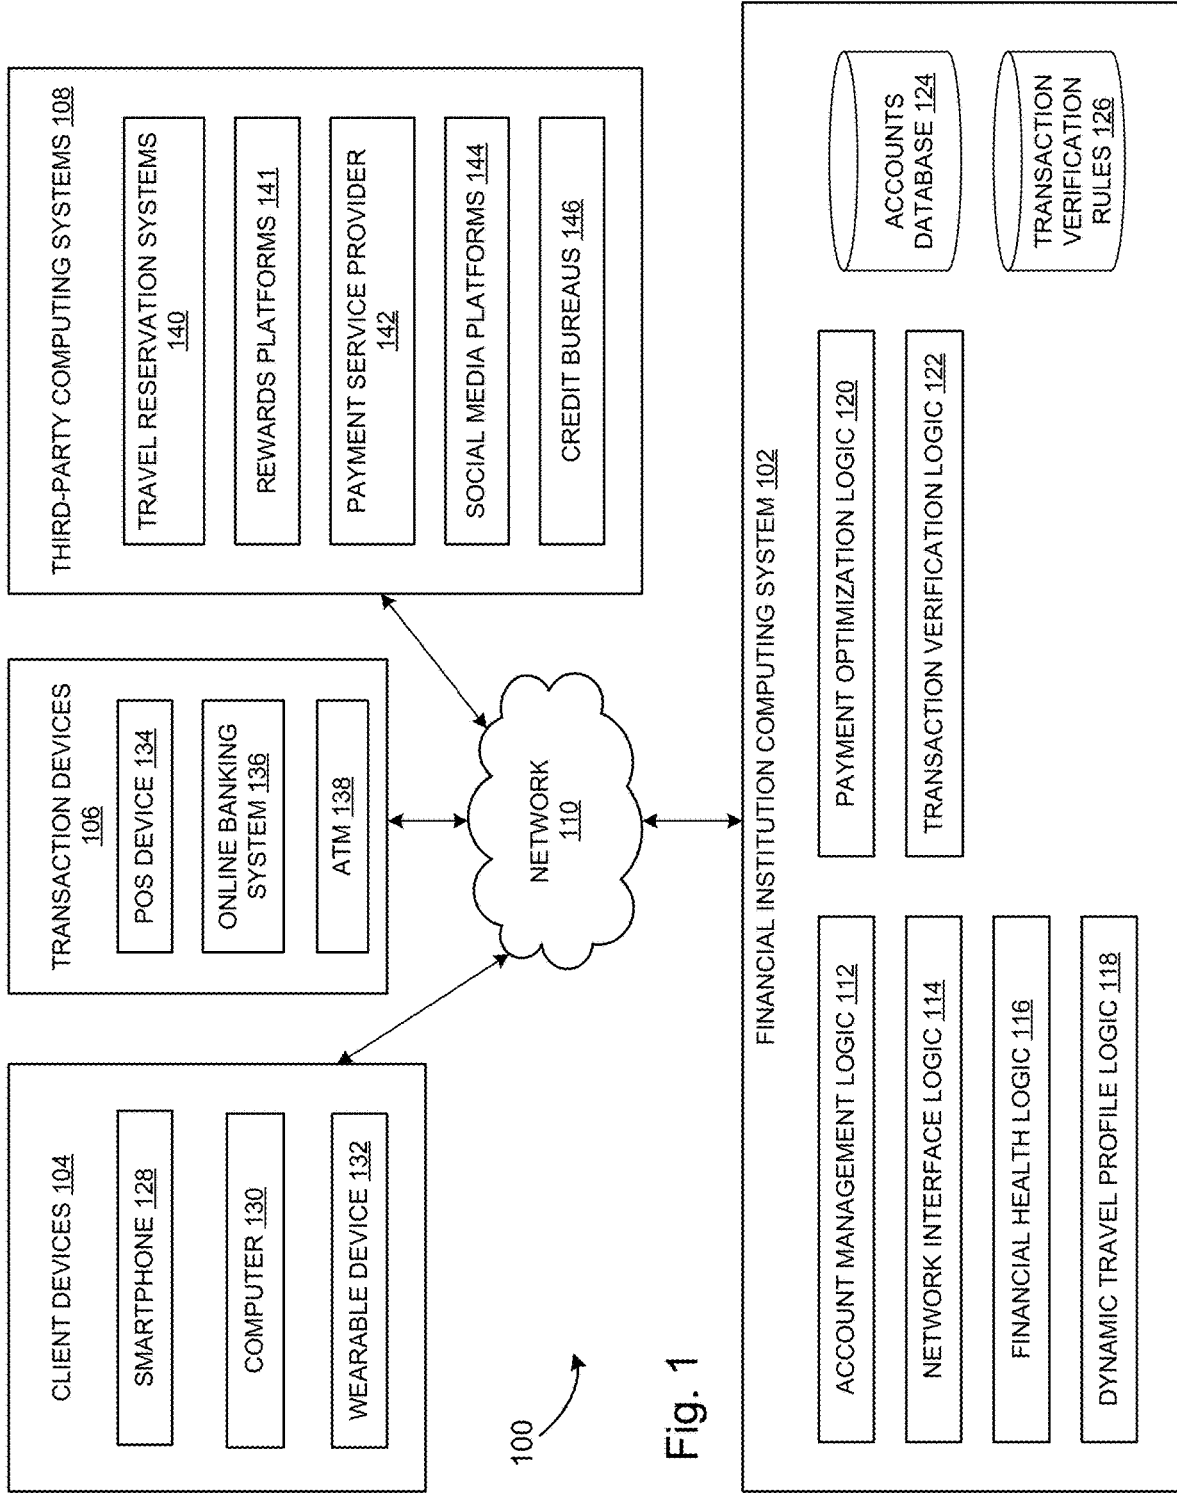 CLIENT DEVICES 104
SMARTPHONE 128
COMPUTER 130
WEARABLE DEVICE 132
TRANSACTION DEVICES
106
POS DEVICE 134
ONLINE BANKING
SYSTEM 136
ATM 138
THIRD-PARTY COMPUTING SYSTEMS 108
TRAVEL RESERVATION SYSTEMS
140
REWARDS PLATFORMS 141
PAYMENT SERVICE PROVIDER
142
SOCIAL MEDIA PLATFORMS 144
CREDIT BUREAUS 146
NETWORK
110
100
Fig. 1
FINANCIAL INSTITUTION COMPUTING SYSTEM 102
ACCOUNT MANAGEMENT LOGIC 112
NETWORK INTERFACE LOGIC 114
FINANCIAL HEALTH LOGIC 116
DYNAMIC TRAVEL PROFILE LOGIC 118
PAYMENT OPTIMIZATION LOGIC 120
TRANSACTION VERIFICATION LOGIC 122
ACCOUNTS
DATABASE 124
TRANSACTION
VERIFICATION
RULES 126